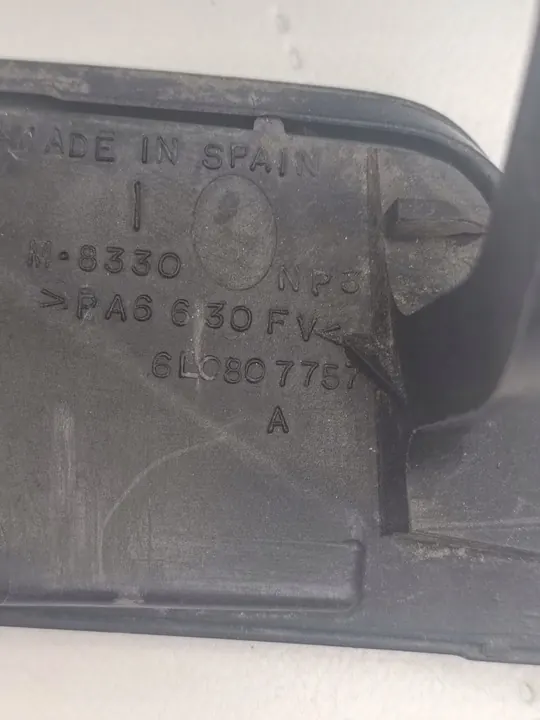 MADE IN SPAIN
I
M-8330 NP3
>PA6 6 30 FV<
6L0807757
A